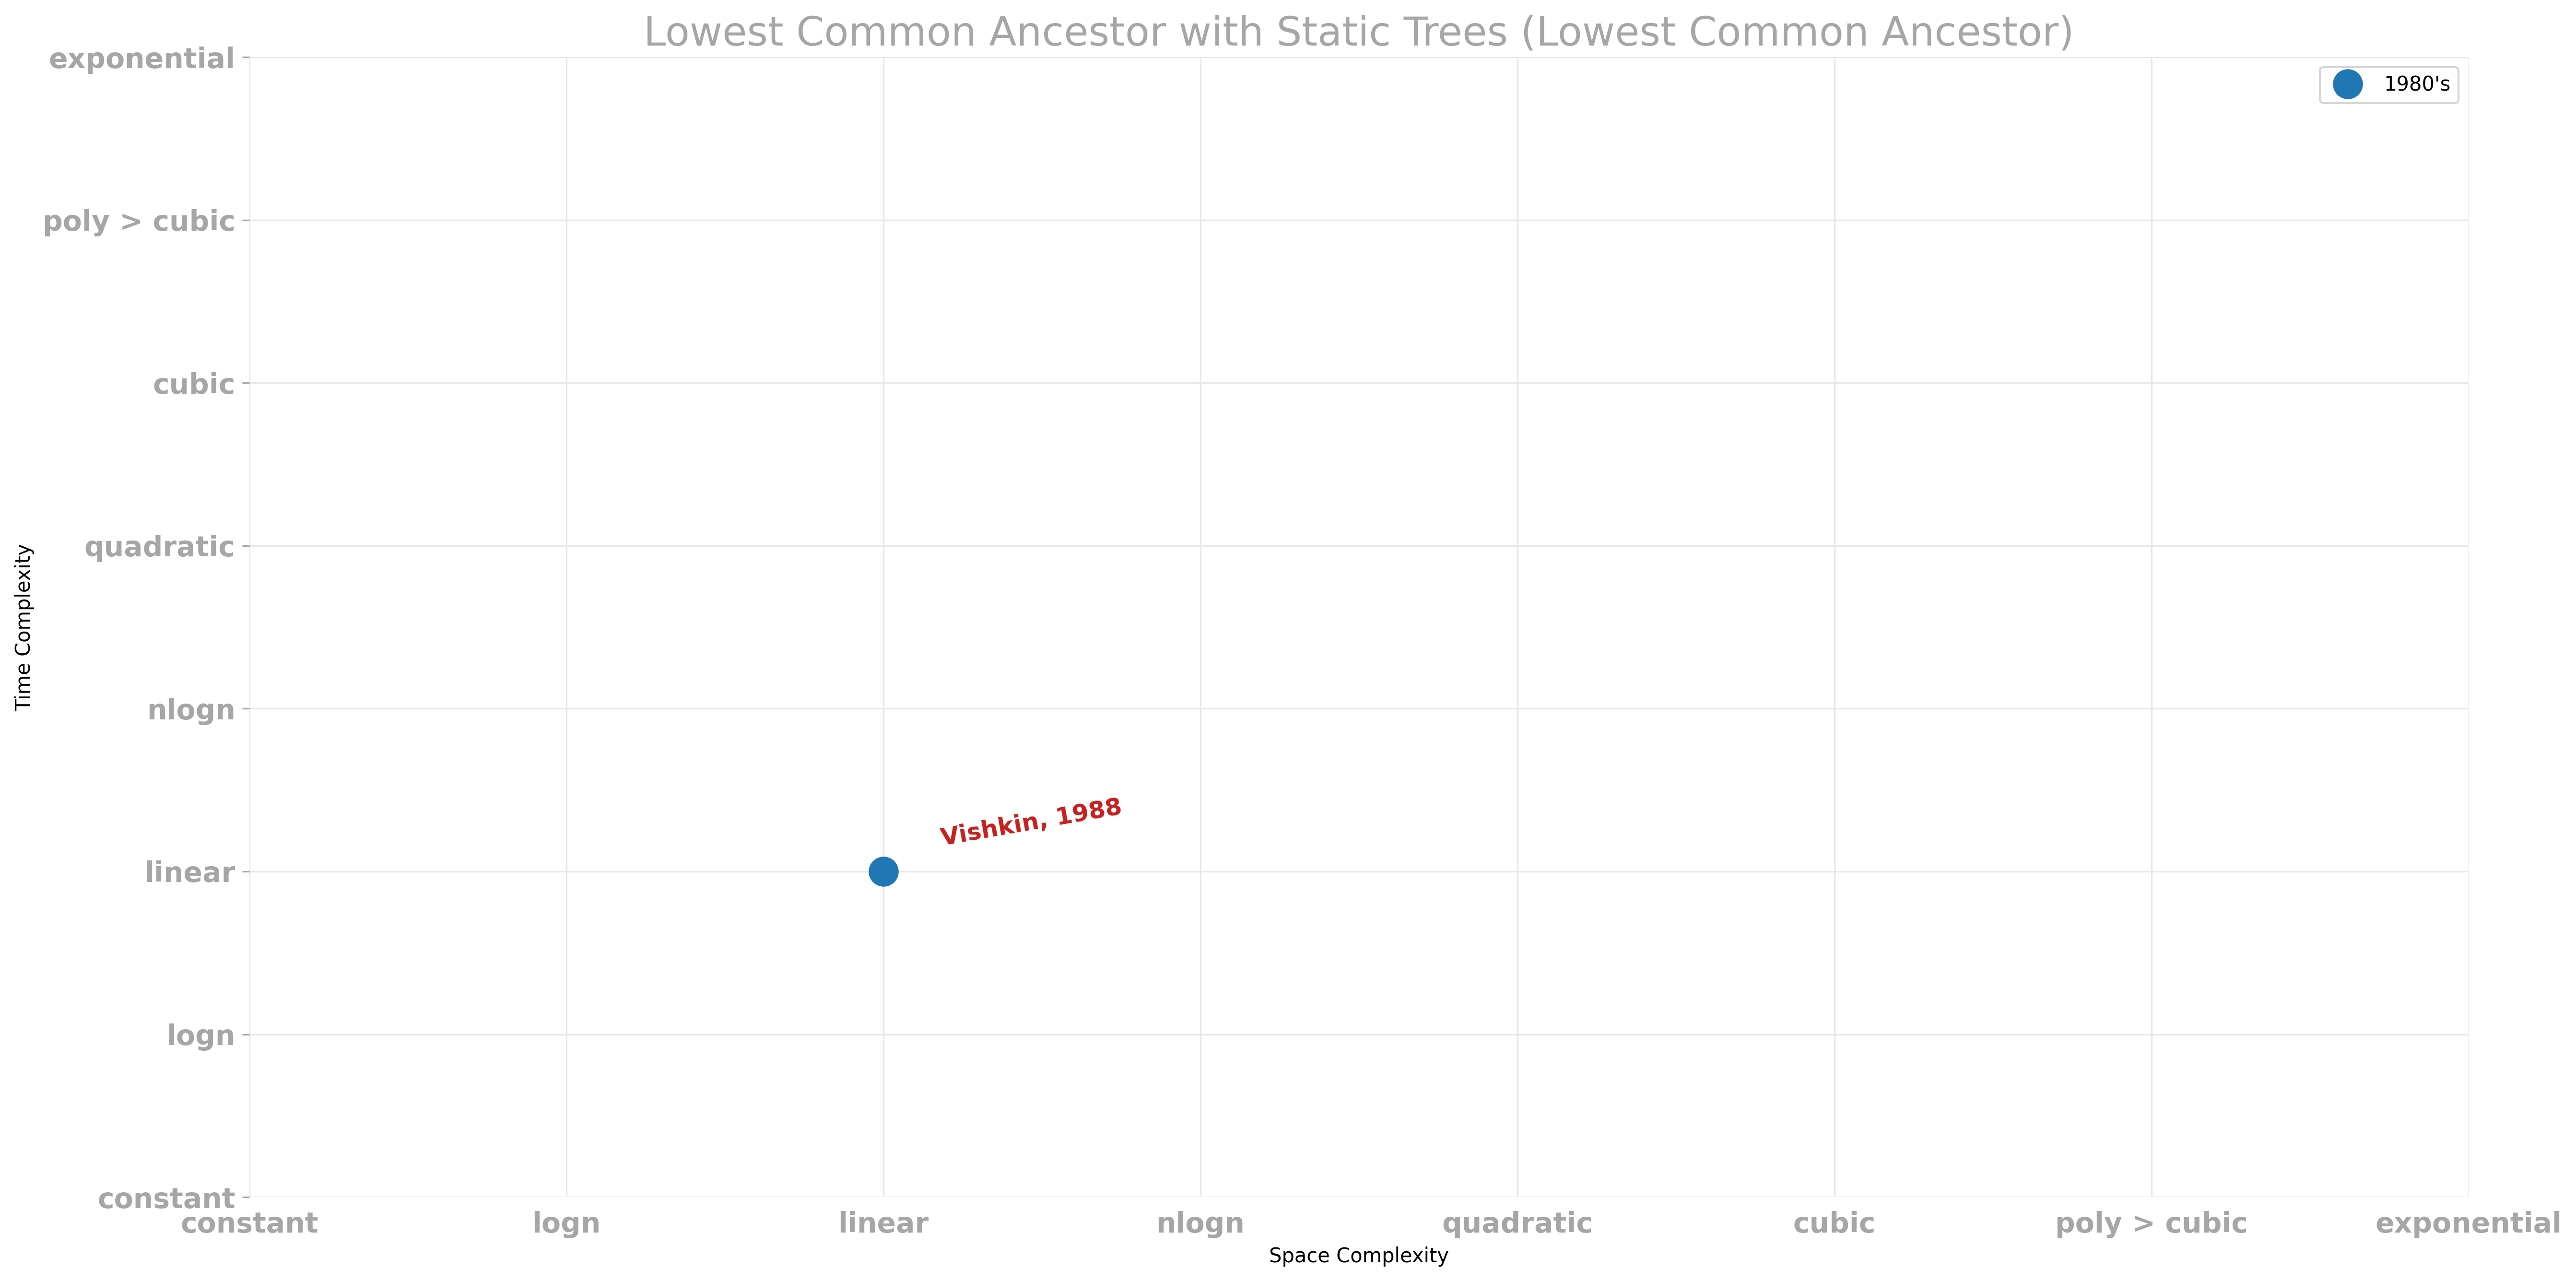 Lowest Common Ancestor with Static Trees (Lowest Common Ancestor)
exponential
1980's
poly > cubic
cubic
quadratic
Time Complexity
nlogn
Vishkin, 1988
linear
logn
constant
constant logn linear nlogn quadratic cubic poly > cubic exponential
Space Complexity